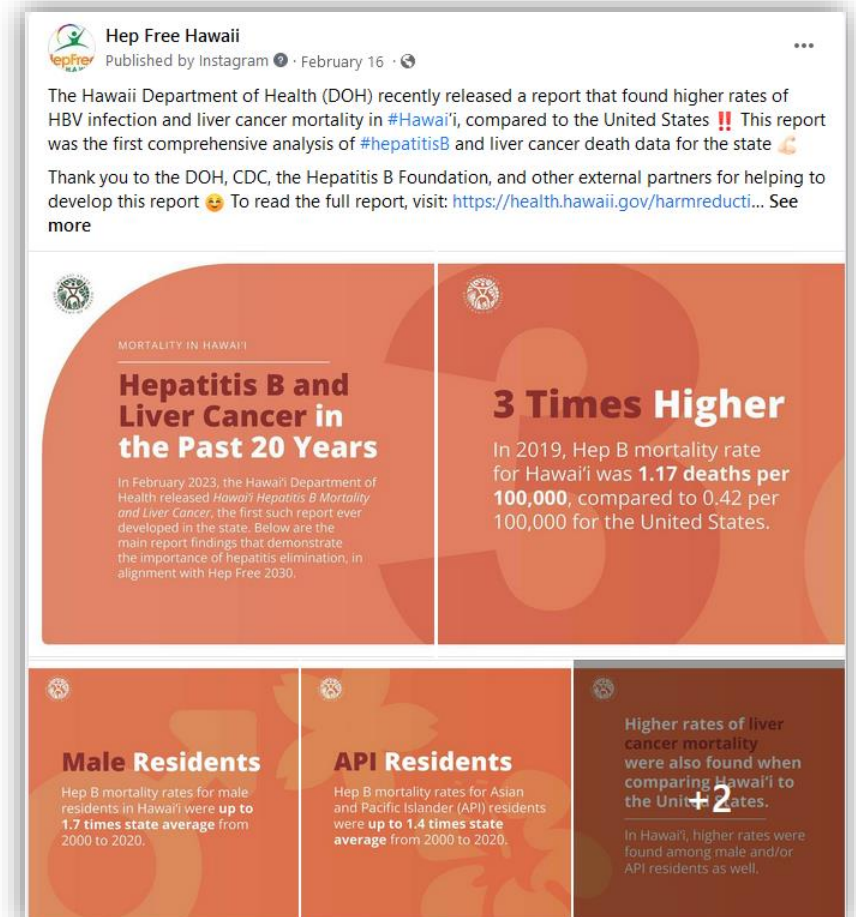 Hep Free Hawaii
Published by Instagram · February 16 ·
The Hawaii Department of Health (DOH) recently released a report that found higher rates of
HBV infection and liver cancer mortality in #Hawai'i, compared to the United States ‼️ This report
was the first comprehensive analysis of #hepatitisB and liver cancer death data for the state 💪🏻
Thank you to the DOH, CDC, the Hepatitis B Foundation, and other external partners for helping to
develop this report 😊 To read the full report, visit: https://health.hawaii.gov/harmreducti... See
more
MORTALITY IN HAWAI'I
Hepatitis B and
Liver Cancer in
the Past 20 Years
In February 2023, the Hawai'i Department of
Health released Hawai'i Hepatitis B Mortality
and Liver Cancer, the first such report ever
developed in the state. Below are the
main report findings that demonstrate
the importance of hepatitis elimination, in
alignment with Hep Free 2030.
3 Times Higher
In 2019, Hep B mortality rate
for Hawai'i was 1.17 deaths per
100,000, compared to 0.42 per
100,000 for the United States.
Male Residents
Hep B mortality rates for male
residents in Hawai'i were up to
1.7 times state average from
2000 to 2020.
API Residents
Hep B mortality rates for Asian
and Pacific Islander (API) residents
were up to 1.4 times state
average from 2000 to 2020.
Higher rates of liver
cancer mortality
were also found when
comparing Hawai'i to
the United States.
+2
In Hawai'i, higher rates were
found among male and/or
API residents as well.